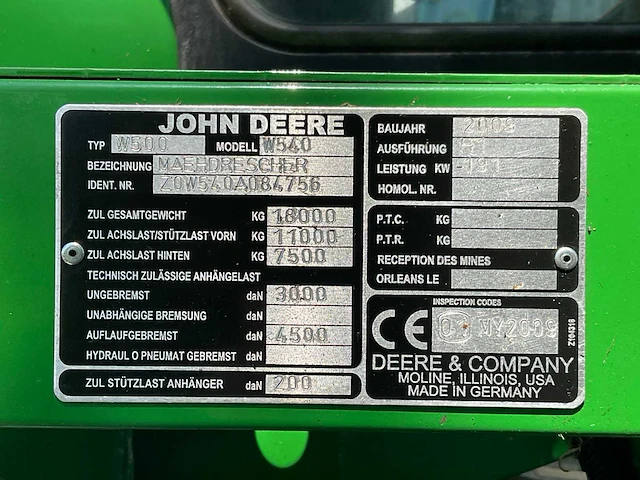 JOHN DEERE
TYP W500 MODELL W540
BEZEICHNUNG MAEHDRESCHER
IDENT. NR. Z0W540A084756
ZUL GESAMTGEWICHT KG 18000
ZUL ACHSLAST/STÜTZLAST VORN KG 11000
ZUL ACHSLAST HINTEN KG 7500
TECHNISCH ZULÄSSIGE ANHÄNGELAST
UNGEBREMST daN 3000
UNABHÄNGIGE BREMSUNG daN
AUFLAUFGEBREMST daN 4500
HYDRAUL O PNEUMAT GEBREMST daN
ZUL STÜTZLAST ANHÄNGER daN 200
BAUJAHR 2009
AUSFÜHRUNG
LEISTUNG KW
HOMOL. NR.
P.T.C. KG
P.T.R. KG
RECEPTION DES MINES
ORLEANS LE
INSPECTION CODES
CE MY2009
Z104318
DEERE & COMPANY
MOLINE, ILLINOIS, USA
MADE IN GERMANY